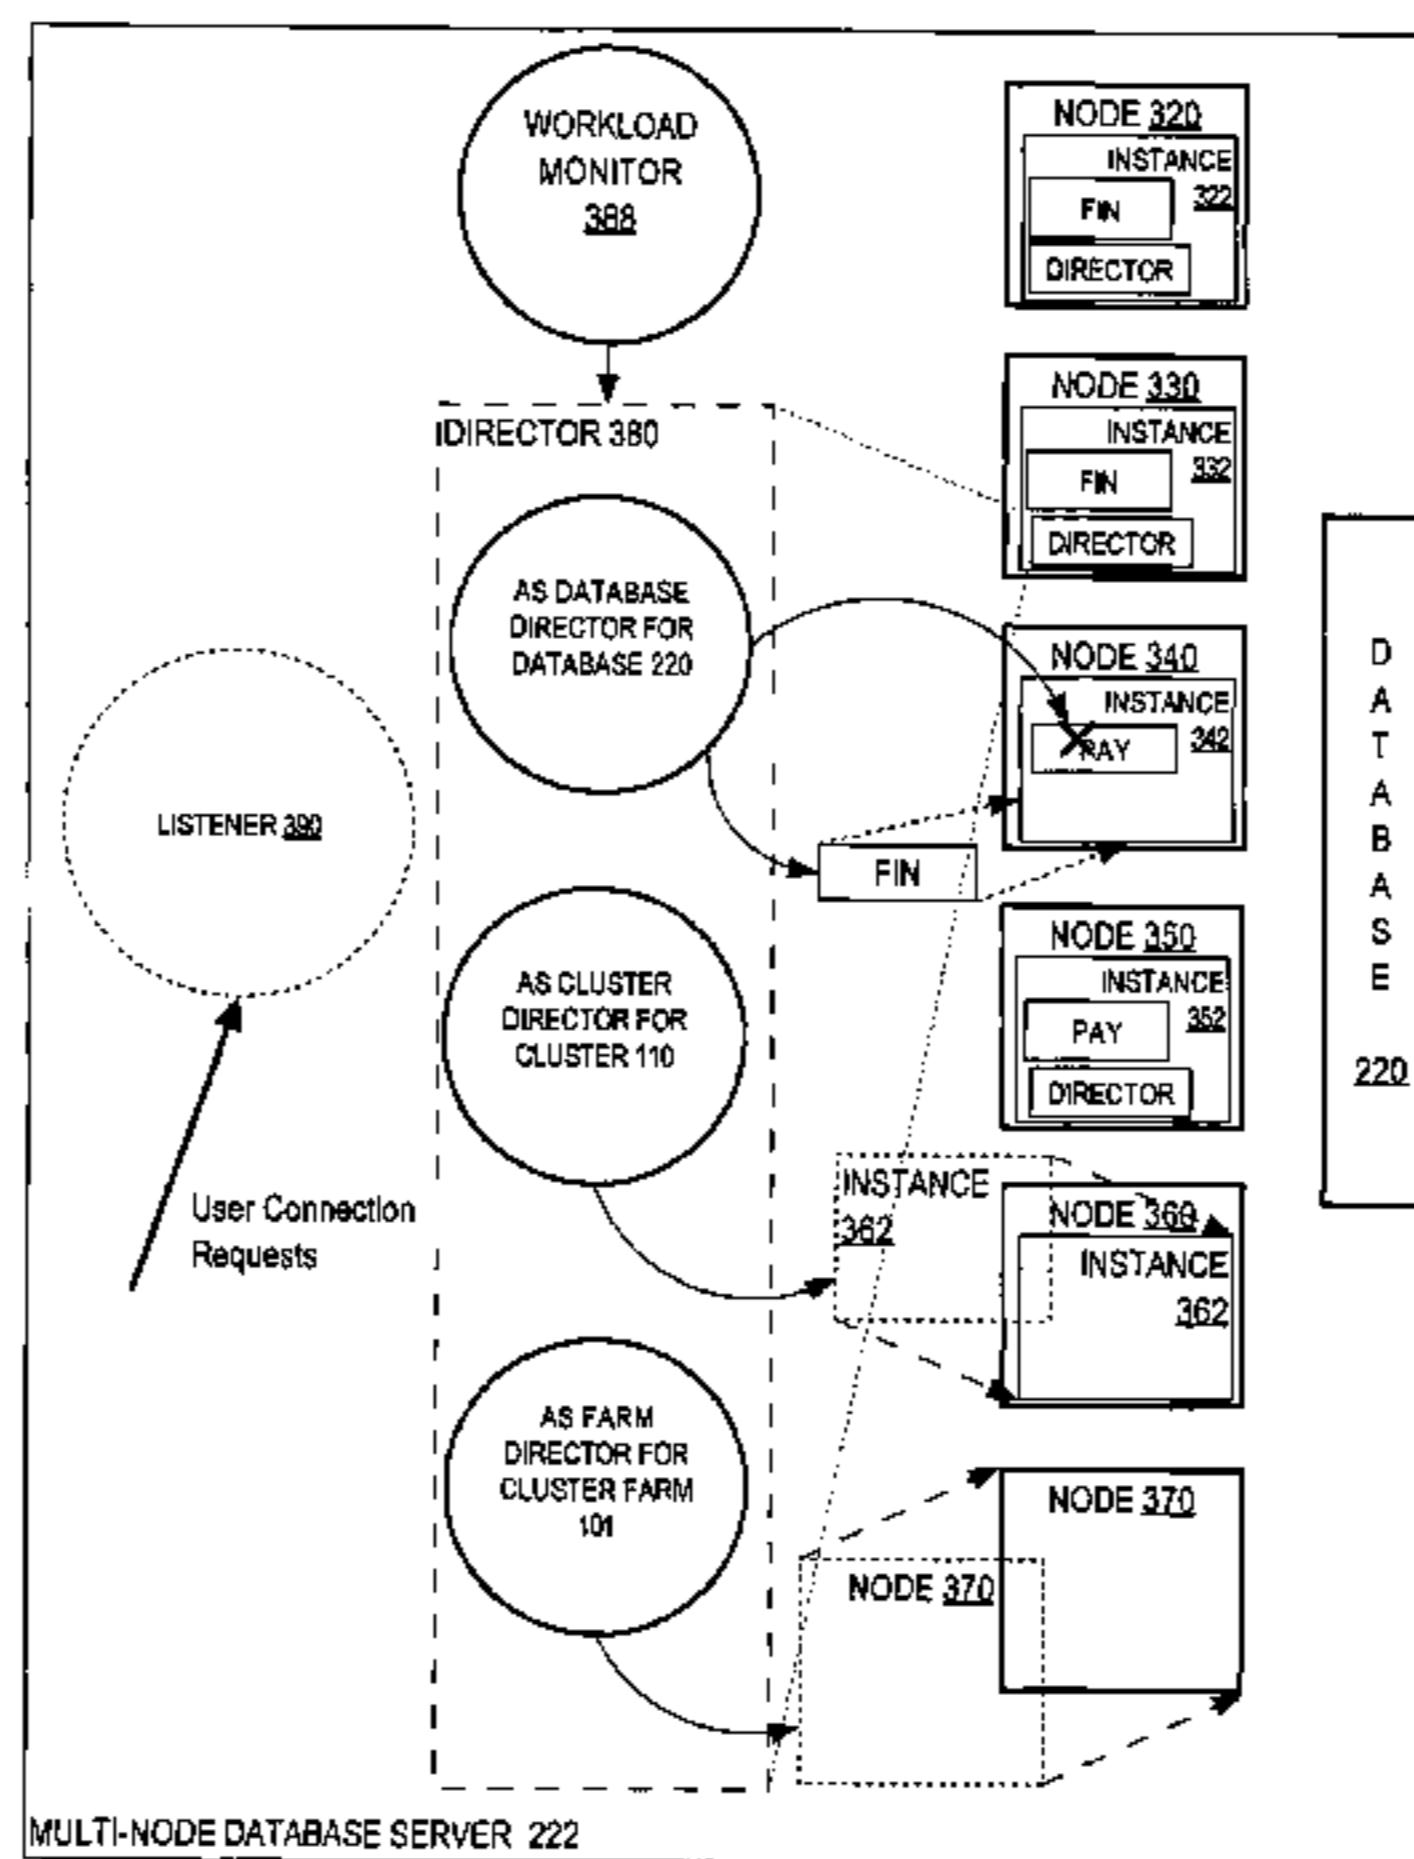 WORKLOAD
MONITOR
388
DIRECTOR 380
AS DATABASE
DIRECTOR FOR
DATABASE 220
LISTENER 390
User Connection
Requests
AS CLUSTER
DIRECTOR FOR
CLUSTER 110
AS FARM
DIRECTOR FOR
CLUSTER FARM
101
FIN
INSTANCE
362
NODE 370
NODE 320
INSTANCE
322
FIN
DIRECTOR
NODE 330
INSTANCE
332
FIN
DIRECTOR
NODE 340
INSTANCE
342
PAY
NODE 350
INSTANCE
352
PAY
DIRECTOR
NODE 360
INSTANCE
362
NODE 370
DATABASE
220
MULTI-NODE DATABASE SERVER 222